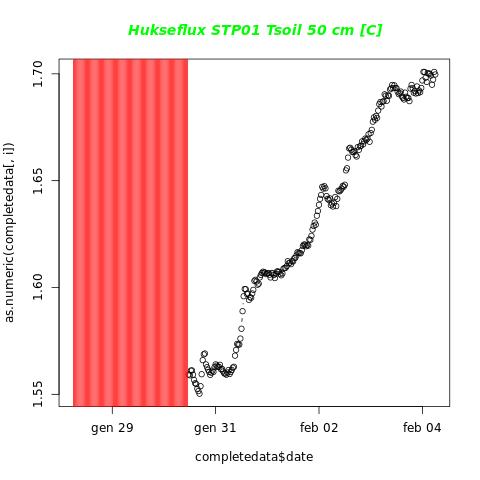 Hukseflux STP01 Tsoil 50 cm [C]
as.numeric(completedata[, i])
1.70
1.65
1.60
1.55
gen 29
gen 31
feb 02
feb 04
completedata$date